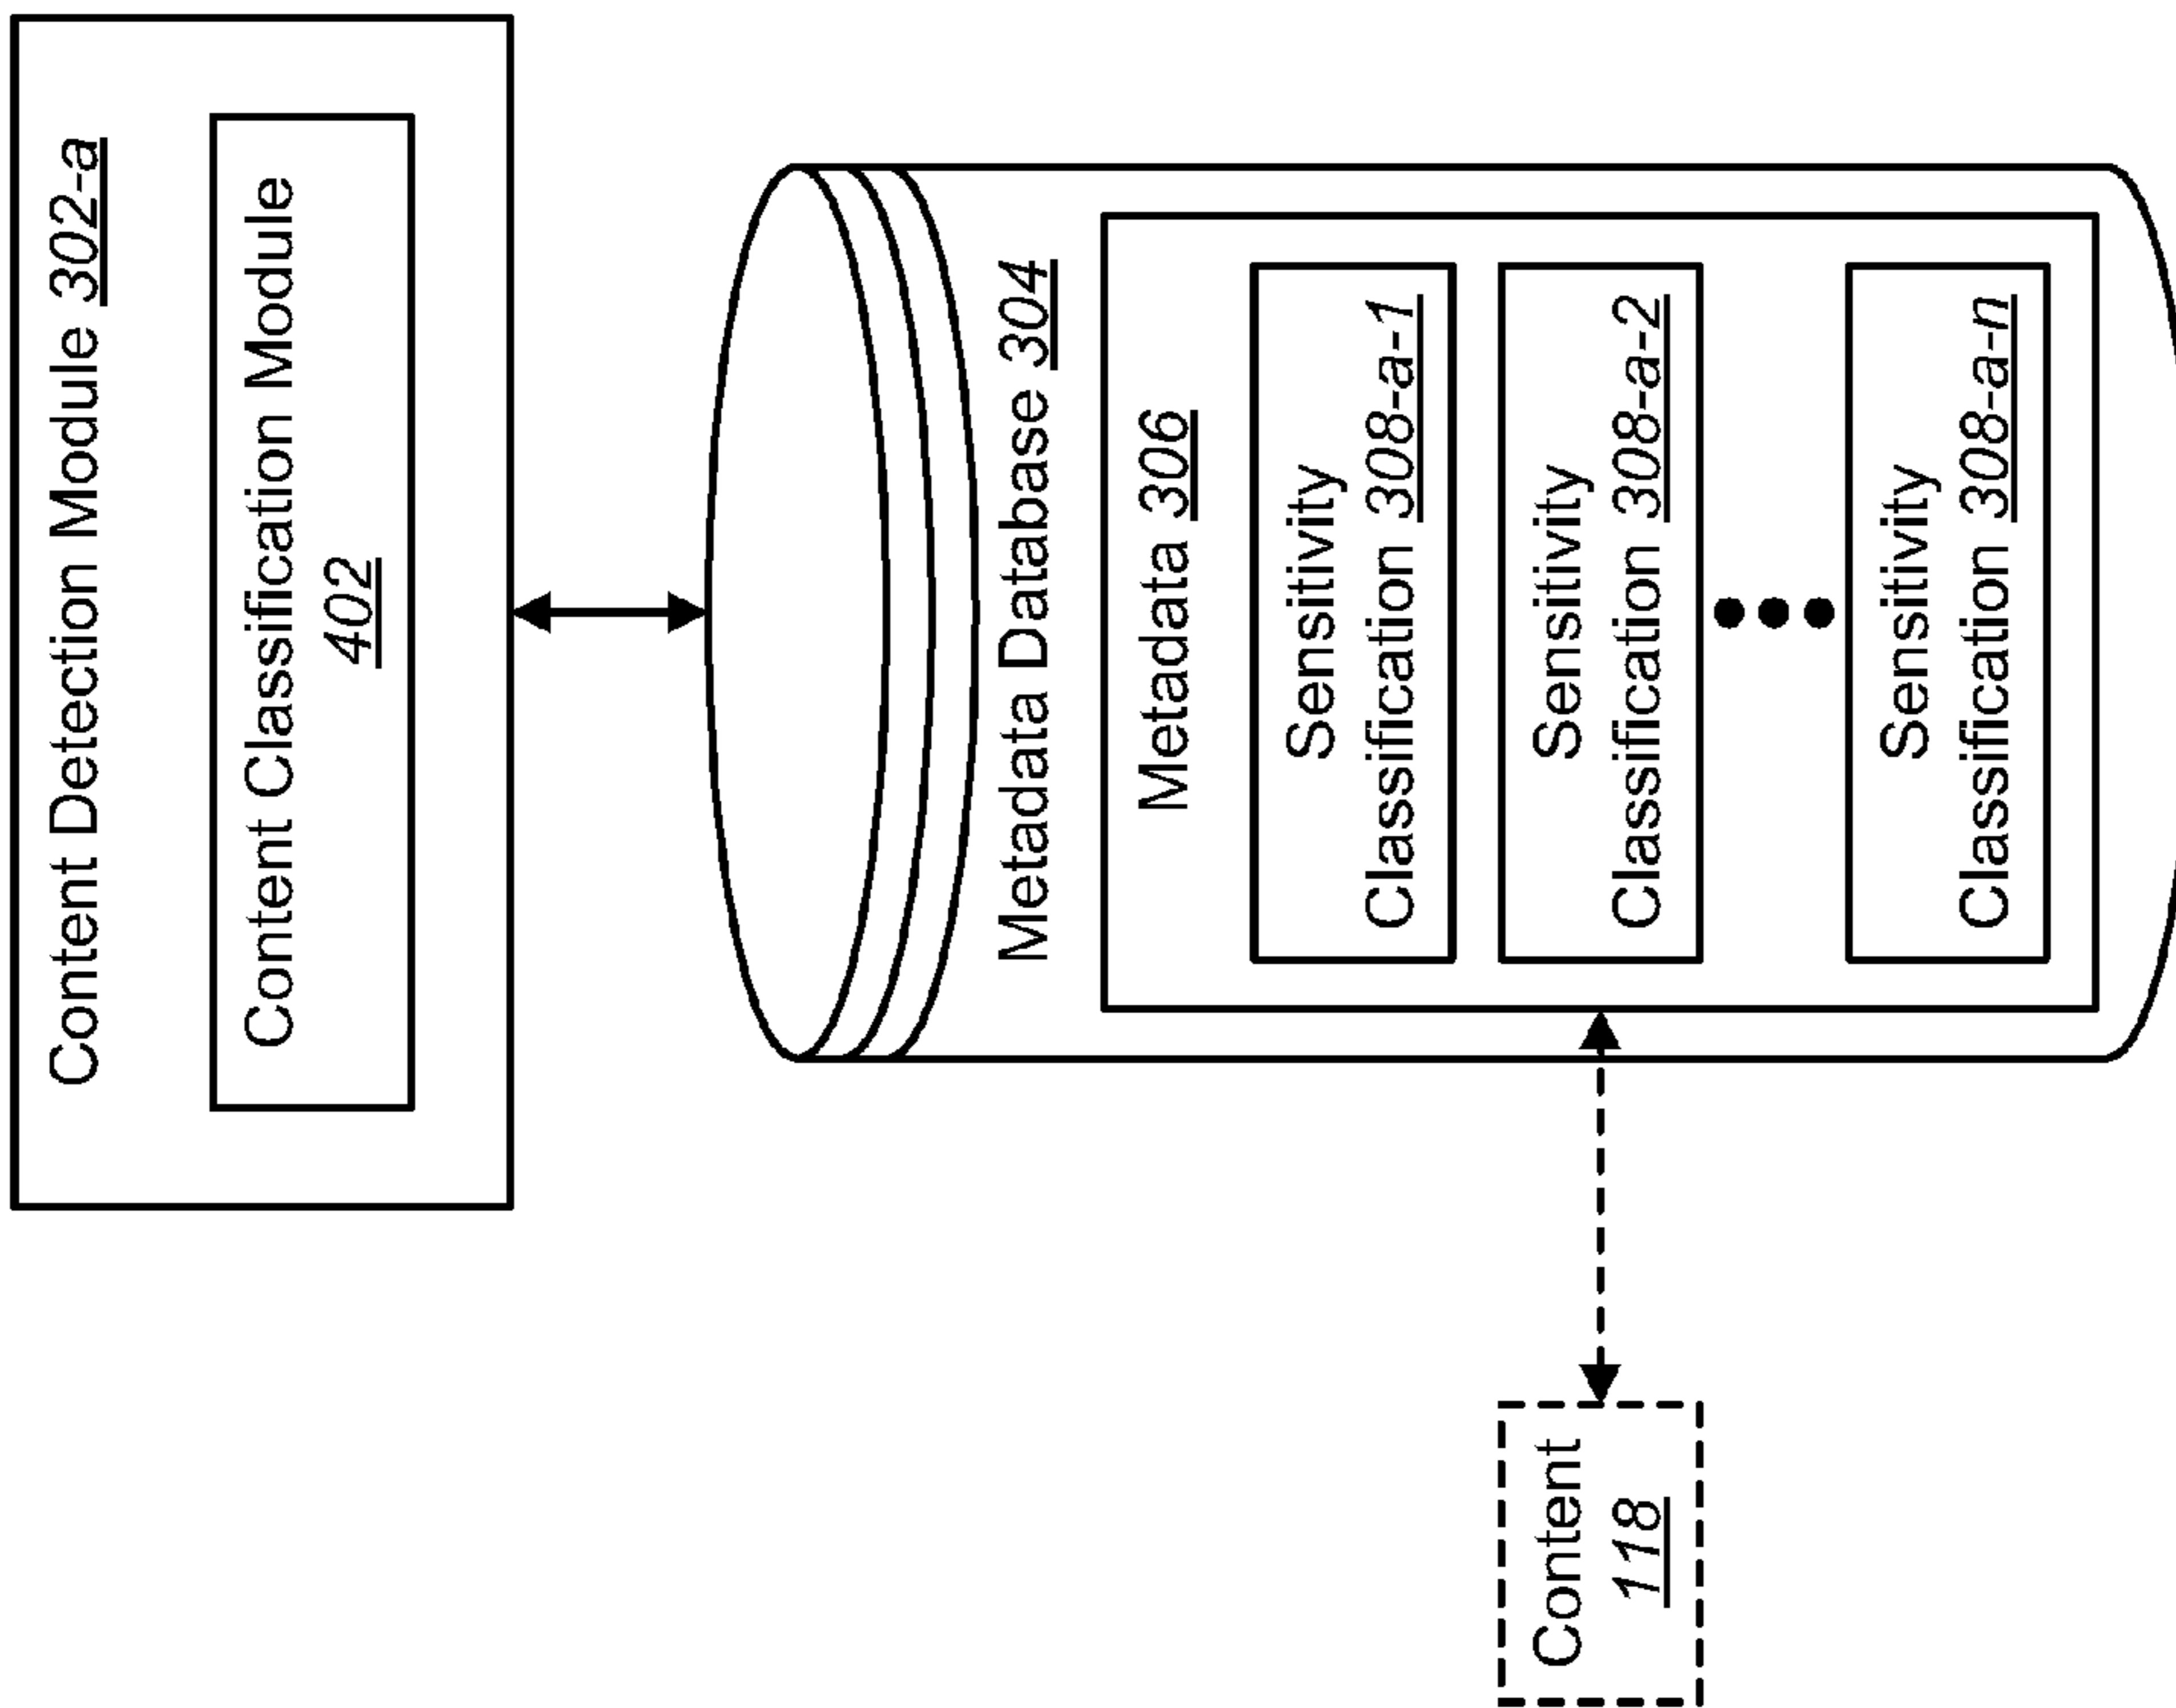 Content Detection Module 302-a
Content Classification Module
402
Metadata Database 304
Metadata 306
Sensitivity
Classification 308-a-1
Sensitivity
Classification 308-a-2
Sensitivity
Classification 308-a-n
Content
118